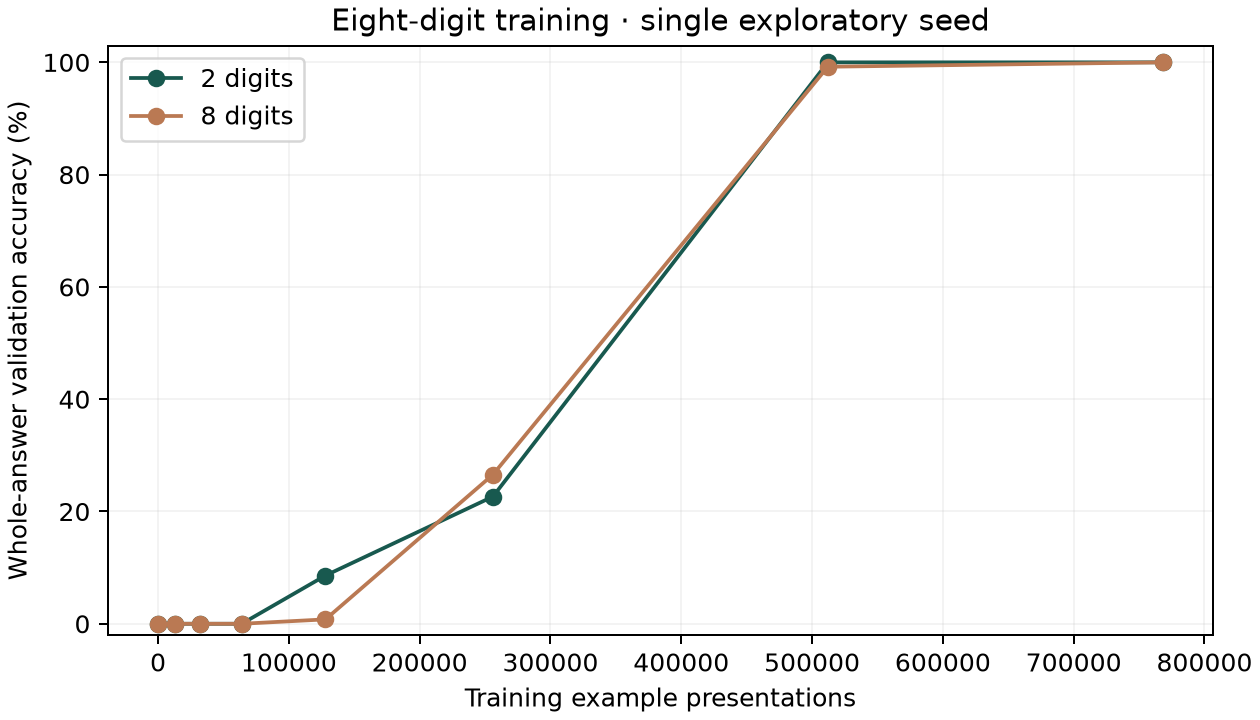 Eight-digit training · single exploratory seed
2 digits
8 digits
Whole-answer validation accuracy (%)
100
80
60
40
20
0
0 100000 200000 300000 400000 500000 600000 700000 800000
Training example presentations